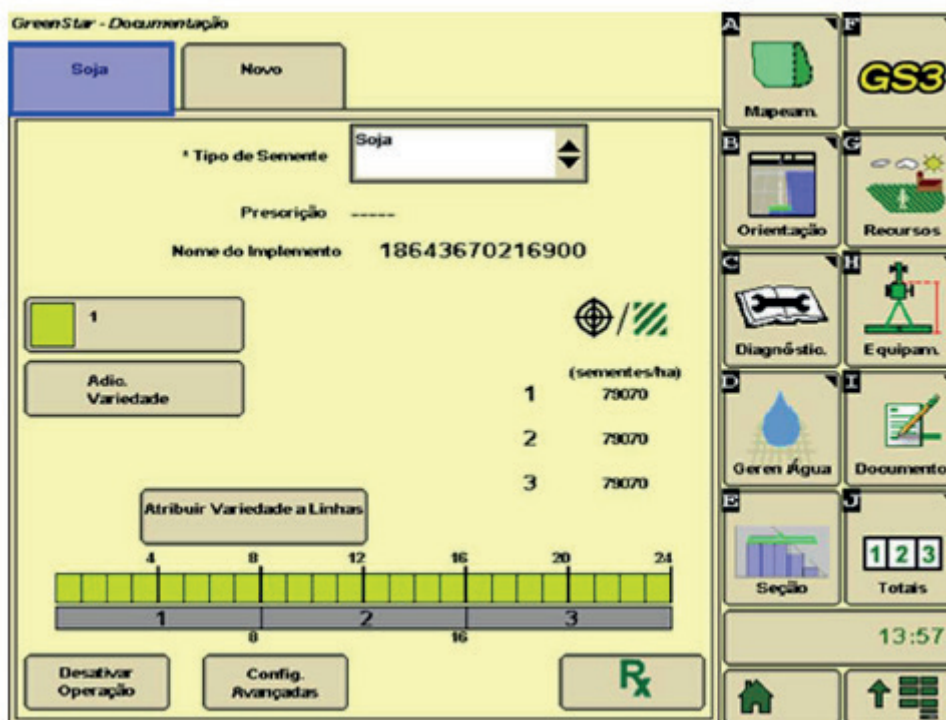 GreenStar - Documentação
Soja
Novo
* Tipo de Semente
Soja
Prescrição -----
Nome do Implemento 18643670216900
1
Adic.
Variedade
(sementes/ha)
1 79070
2 79070
3 79070
Atribuir Variedade a Linhas
4 8 12 16 20 24
1 2 3
8 16
Desativar
Operação
Config.
Avançadas
Rx
A
Mapeam.
F
GS3
B
Orientação
G
Recursos
C
Diagnóstic.
H
Equipam.
D
Geren Água
I
Documento
E
Seção
J
1 2 3
Totais
13:57